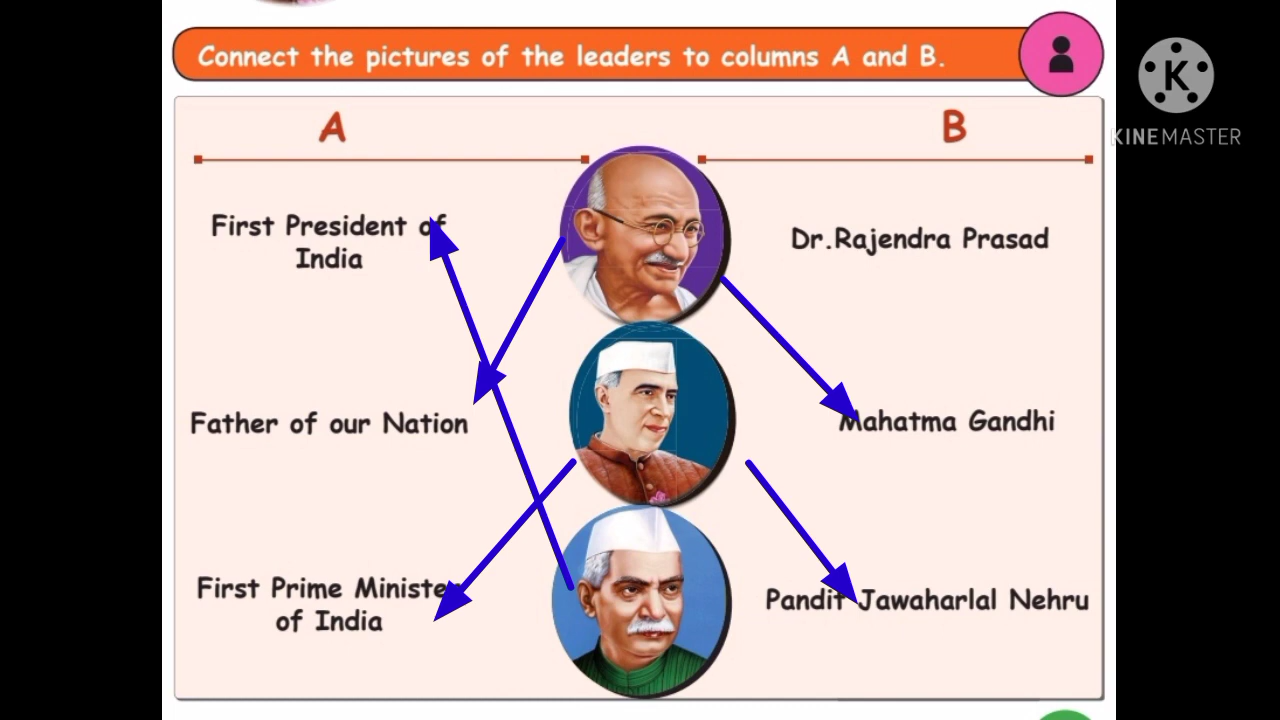 Connect the pictures of the leaders to columns A and B.
K
KINEMASTER
A
B
First President of
India
Dr.Rajendra Prasad
Father of our Nation
Mahatma Gandhi
First Prime Minister
of India
Pandit Jawaharlal Nehru